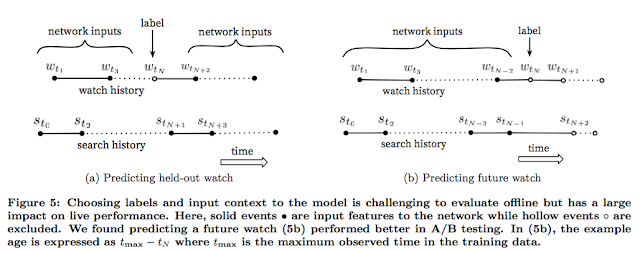 label
network inputs network inputs
w_{t_1} w_{t_3} w_{t_N} w_{t_{N+2}}
watch history
s_{t_0} s_{t_2} s_{t_{N+1}} s_{t_{N+3}}
search history
time
(a) Predicting held-out watch
network inputs label
w_{t_1} w_{t_3} w_{t_{N−2}} w_{t_N} w_{t_{N+1}}
watch history
s_{t_0} s_{t_2} s_{t_{N−3}} s_{t_{N−1}} s_{t_{N+2}}
search history
time
(b) Predicting future watch
Figure 5: Choosing labels and input context to the model is challenging to evaluate offline but has a large
impact on live performance. Here, solid events • are input features to the network while hollow events ◦ are
excluded. We found predicting a future watch (5b) performed better in A/B testing. In (5b), the example
age is expressed as t_{max} − t_N where t_{max} is the maximum observed time in the training data.